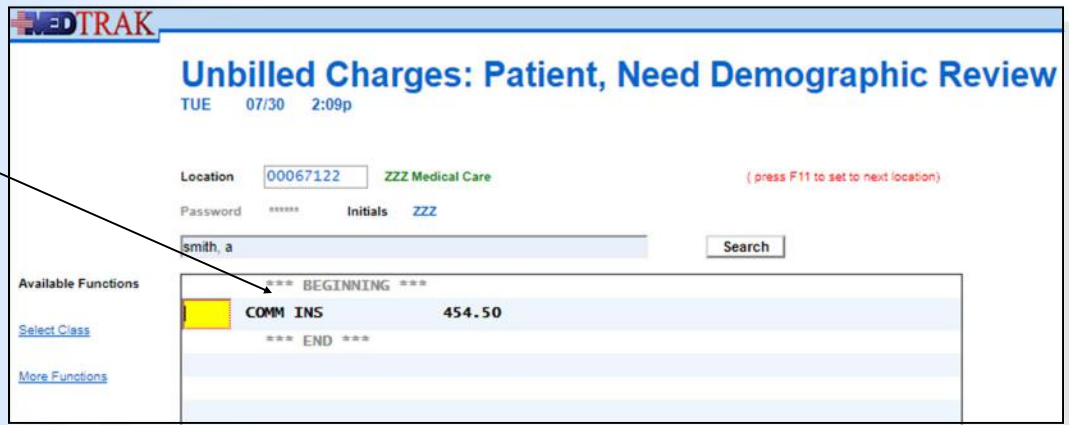 MEDTRAK
Unbilled Charges: Patient, Need Demographic Review
TUE 07/30 2:09p
Location 00067122 ZZZ Medical Care ( press F11 to set to next location)
Password ****** Initials ZZZ
smith, a Search
Available Functions
*** BEGINNING ***
COMM INS 454.50
Select Class
*** END ***
More Functions